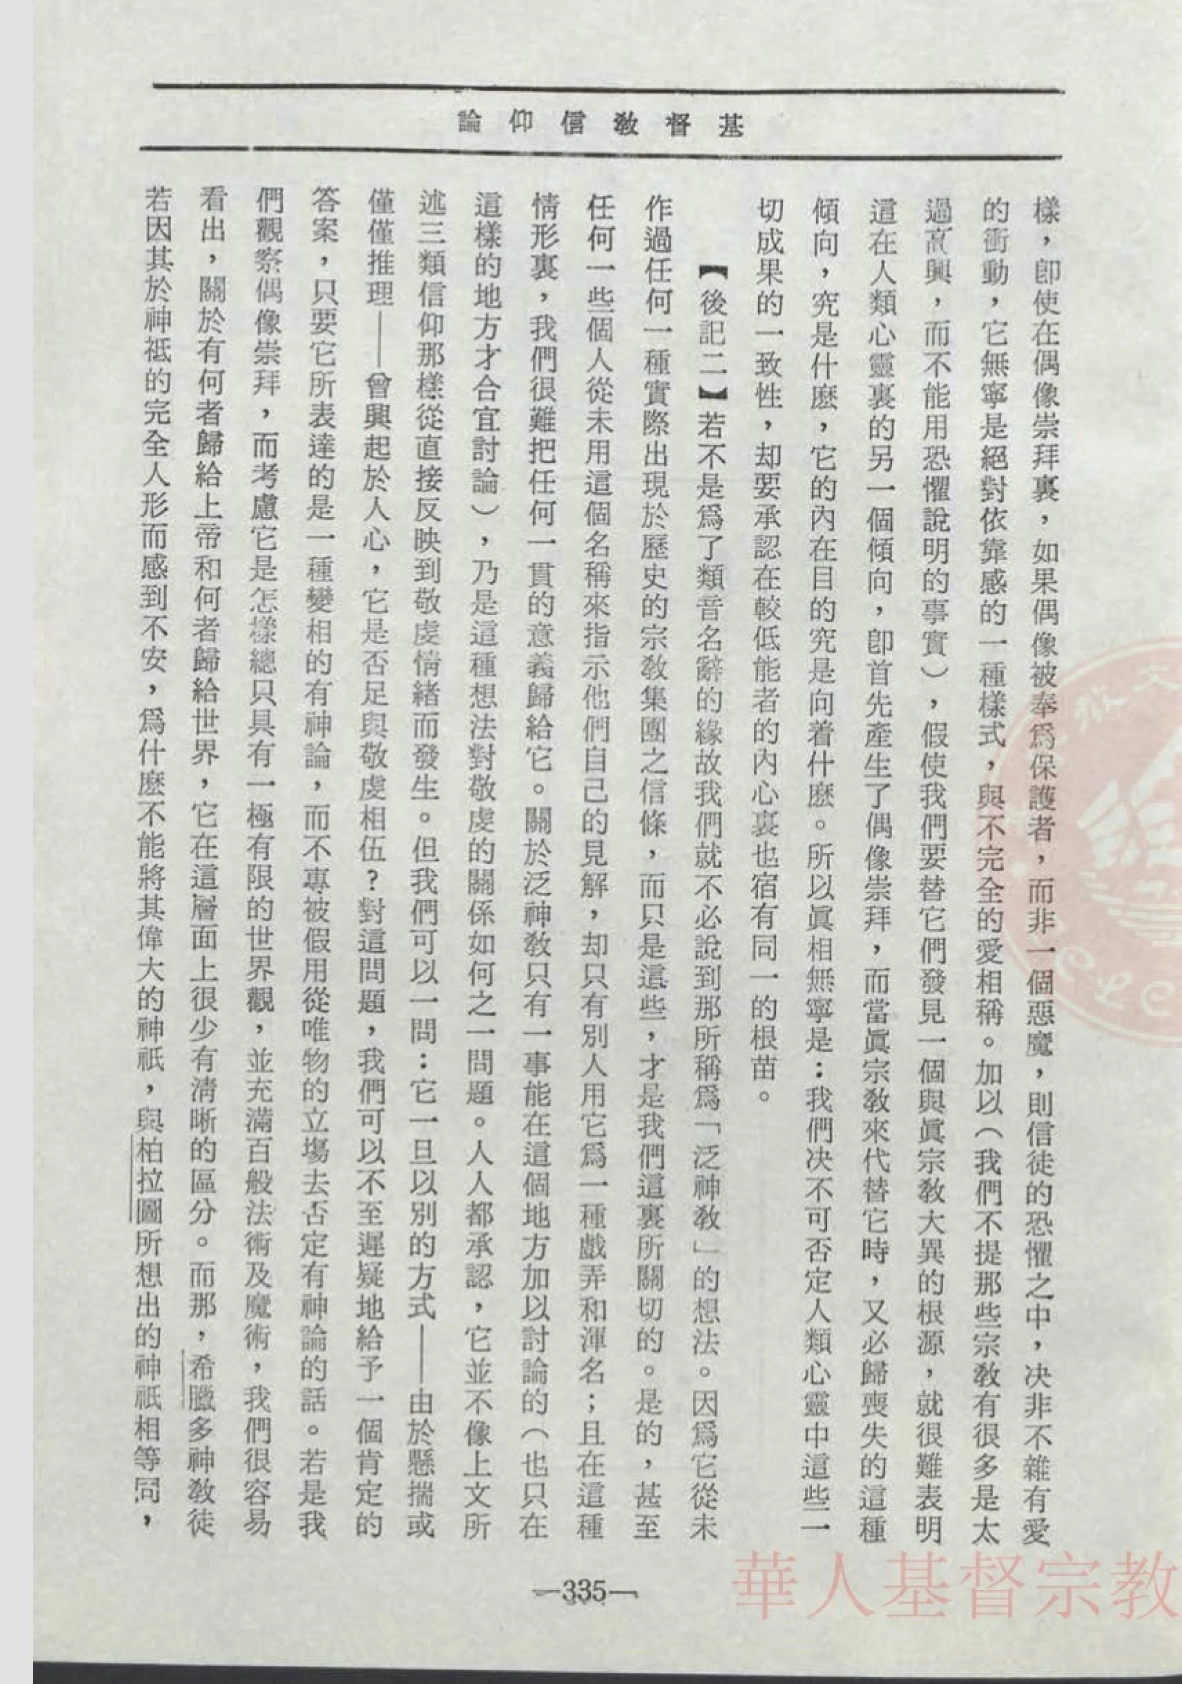 基督敎信仰論
樣，卽使在偶像崇拜裏，如果偶像被奉爲保護者，而非一個惡魔，則信徒的恐懼之中，决非不雜有愛
的衝動，它無寧是絕對依靠感的一種樣式，與不完全的愛相稱。加以（我們不提那些宗敎有很多是太
過高興，而不能用恐懼說明的事實），假使我們要替它們發見一個與眞宗敎大異的根源，就很難表明
這在人類心靈裏的另一個傾向，卽首先產生了偶像崇拜，而當眞宗敎來代替它時，又必歸喪失的這種
傾向，究是什麽，它的內在目的究是向着什麽。所以眞相無寧是：我們决不可否定人類心靈中這些一
切成果的一致性，却要承認在較低能者的內心裏也宿有同一的根苗。
【後記二】若不是爲了類音名辭的緣故我們就不必說到那所稱爲「泛神敎」的想法。因爲它從未
作過任何一種實際出現於歷史的宗敎集團之信條，而只是這些，才是我們這裏所關切的。是的，甚至
任何一些個人從未用這個名稱來指示他們自己的見解，却只有別人用它爲一種戲弄和渾名；且在這種
情形裏，我們很難把任何一貫的意義歸給它。關於泛神敎只有一事能在這個地方加以討論的（也只在
這樣的地方才合宜討論），乃是這種想法對敬虔的關係如何之一問題。人人都承認，它並不像上文所
述三類信仰那樣從直接反映到敬虔情緒而發生。但我們可以一問：它一旦以別的方式——由於懸揣或
僅僅推理——曾興起於人心，它是否足與敬虔相伍？對這問題，我們可以不至遲疑地給予一個肯定的
答案，只要它所表達的是一種變相的有神論，而不專被假用從唯物的立場去否定有神論的話。若是我
們觀察偶像崇拜，而考慮它是怎樣總只具有一極有限的世界觀，並充滿百般法術及魔術，我們很容易
看出，關於有何者歸給上帝和何者歸給世界，它在這層面上很少有淸晰的區分。而那，希臘多神敎徒
若因其於神祇的完全人形而感到不安，爲什麽不能將其偉大的神祇，與柏拉圖所想出的神祇相等同，
—335—
華人基督宗教